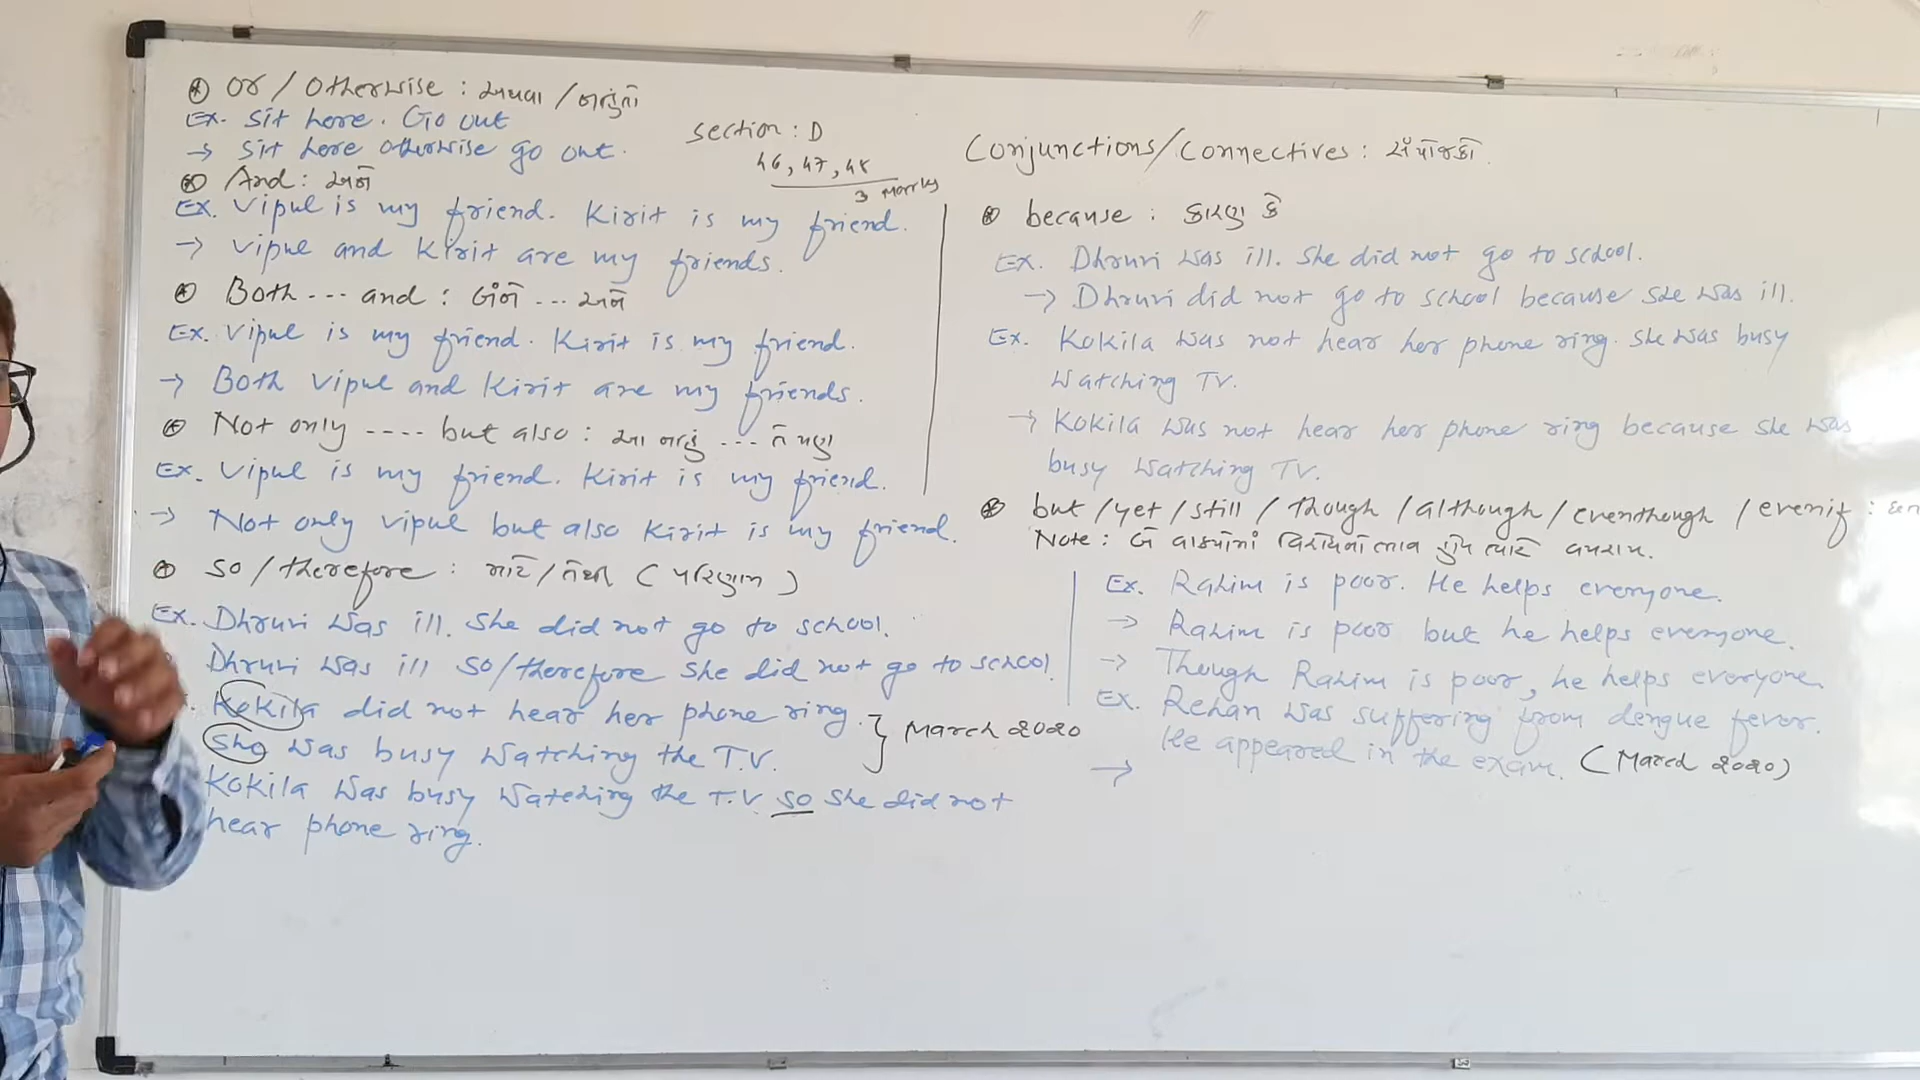 or / otherwise : અથવા / નહીંતો
Ex. Sit here. Go out
→ Sit here otherwise go out.
And : અને
Ex. Vipul is my friend. Kirit is my friend.
→ Vipul and Kirit are my friends.
Both --- and : બંને --- અને
Ex. Vipul is my friend. Kirit is my friend.
→ Both Vipul and Kirit are my friends.
Not only ---- but also : આ નહીં --- તે પણ
Ex. Vipul is my friend. Kirit is my friend.
→ Not only Vipul but also Kirit is my friend.
so / therefore : માટે / તેથી ( પરિણામ )
Ex. Dhruvi was ill. She did not go to school.
Dhruvi was ill so/therefore she did not go to school.
Kokila did not hear her phone ring. } March 2020
She was busy watching the T.V.
Kokila was busy watching the T.V so she did not
hear phone ring.
Section : D
૪૬, ૪૭, ૪૮
3 marks
Conjunctions/Connectives : સંયોજકો.
because : કારણ કે
Ex. Dhruvi was ill. She did not go to school.
→ Dhruvi did not go to school because she was ill.
Ex. Kokila was not hear her phone ring. She was busy
watching TV.
→ Kokila was not hear her phone ring because she was
busy watching TV.
but / yet / still / though / although / eventhough / evenif :
Note : બે વાક્યોમાં વિરોધનો ભાવ હોય ત્યારે વપરાય.
Ex. Rahim is poor. He helps everyone.
→ Rahim is poor but he helps everyone.
→ Though Rahim is poor, he helps everyone.
Ex. Rehan was suffering from dengue fever.
He appeared in the exam. (March 2020)
→